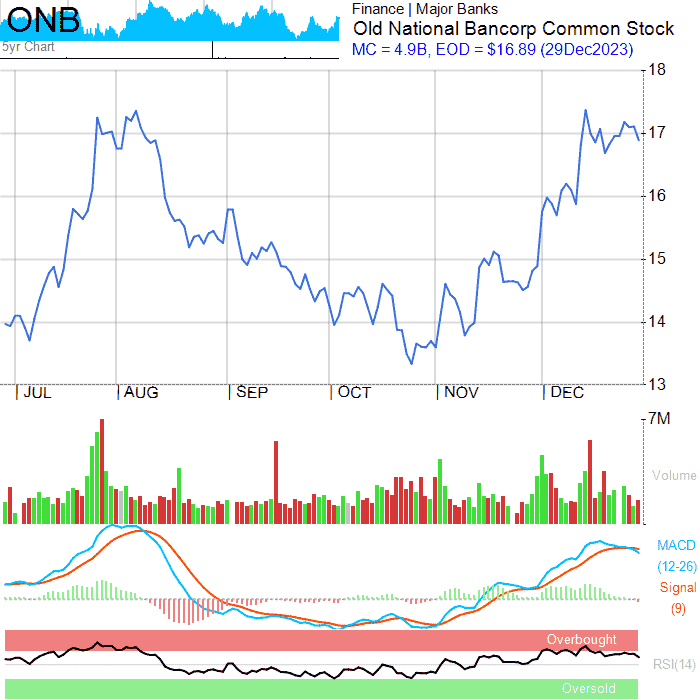 ONB
5yr Chart
Finance | Major Banks
Old National Bancorp Common Stock
MC = 4.9B, EOD = $16.89 (29Dec2023)
18
17
16
15
14
13
JUL AUG SEP OCT NOV DEC
7M
Volume
MACD
(12-26)
Signal
(9)
Overbought
RSI(14)
Oversold